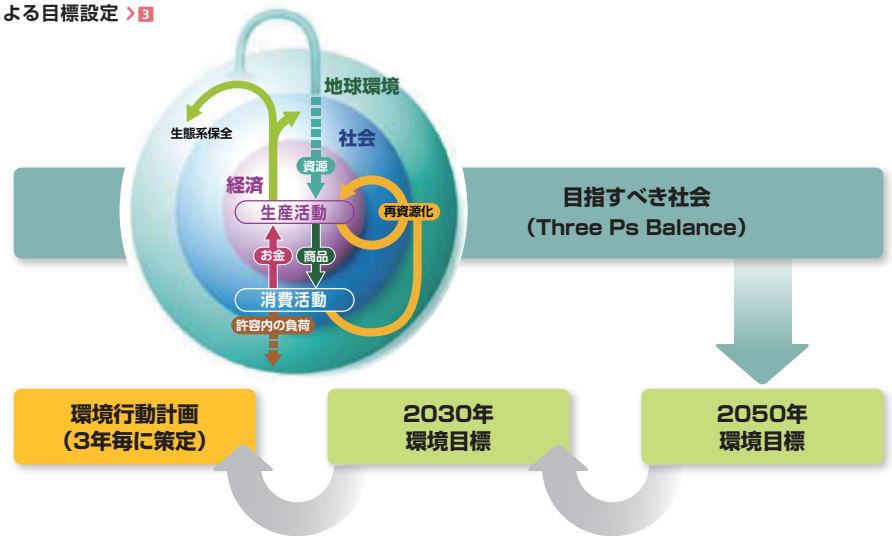 よる目標設定 > 3
地球環境
生態系保全
社会
資源
経済
生産活動
再資源化
お金
商品
消費活動
許容内の負荷
目指すべき社会
（Three Ps Balance）
環境行動計画
（3年毎に策定）
2030年
環境目標
2050年
環境目標